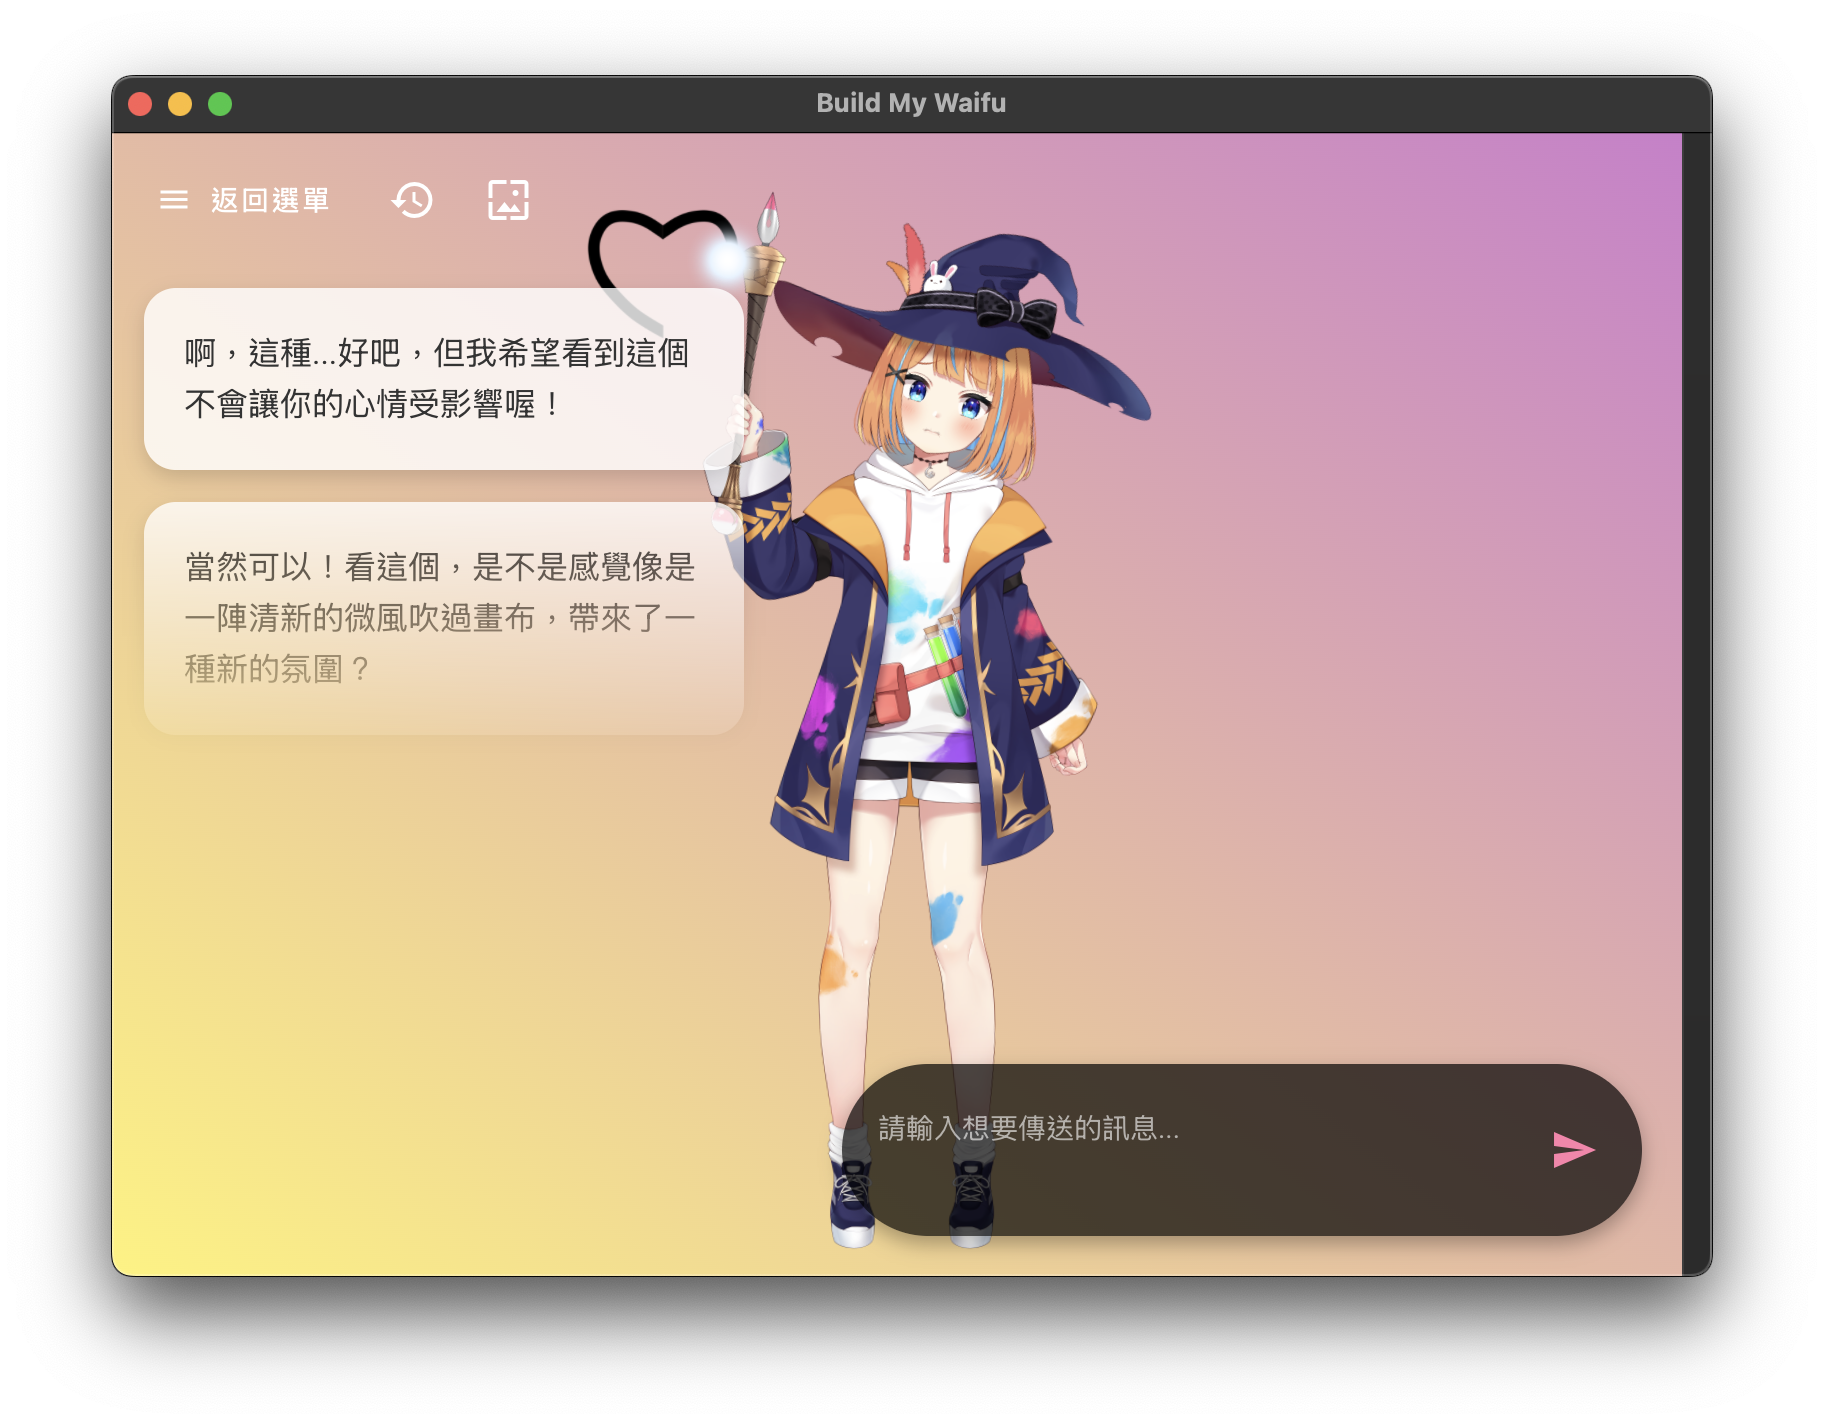 Build My Waifu
返回選單
啊，這種...好吧，但我希望看到這個
不會讓你的心情受影響喔！
當然可以！看這個，是不是感覺像是
一陣清新的微風吹過畫布，帶來了一
種新的氛圍？
請輸入想要傳送的訊息...